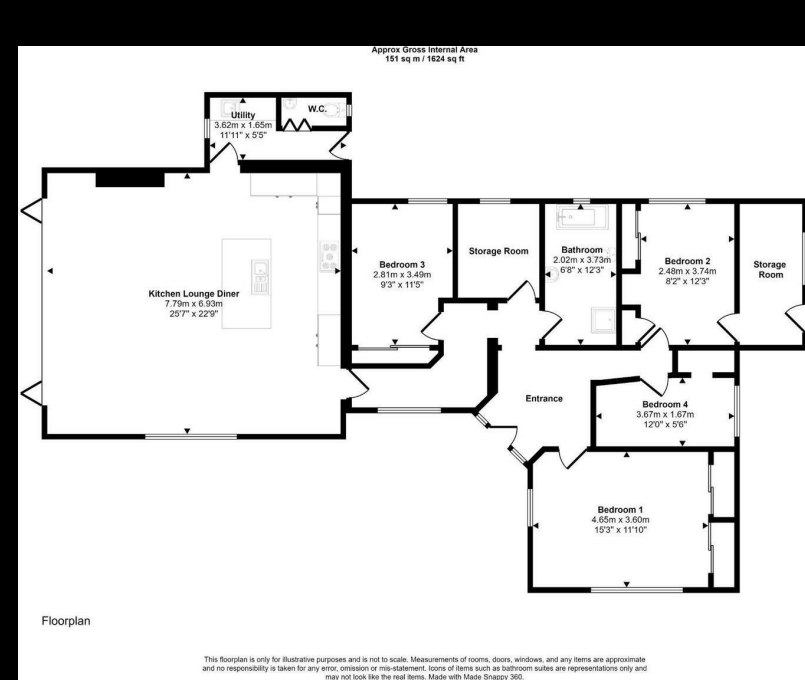 Approx Gross Internal Area
151 sq m / 1624 sq ft
Utility
3.62m x 1.65m
11'11" x 5'5"
W.C.
Kitchen Lounge Diner
7.79m x 6.93m
25'7" x 22'9"
Bedroom 3
2.81m x 3.49m
9'3" x 11'5"
Storage Room
Bathroom
2.02m x 3.73m
6'8" x 12'3"
Bedroom 2
2.48m x 3.74m
8'2" x 12'3"
Storage
Room
Entrance
Bedroom 4
3.67m x 1.67m
12'0" x 5'6"
Bedroom 1
4.65m x 3.60m
15'3" x 11'10"
Floorplan
This floorplan is only for illustrative purposes and is not to scale. Measurements of rooms, doors, windows, and any items are approximate
and no responsibility is taken for any error, omission or mis-statement. Icons of items such as bathroom suites are representations only and
may not look like the real items. Made with Made Snappy 360.